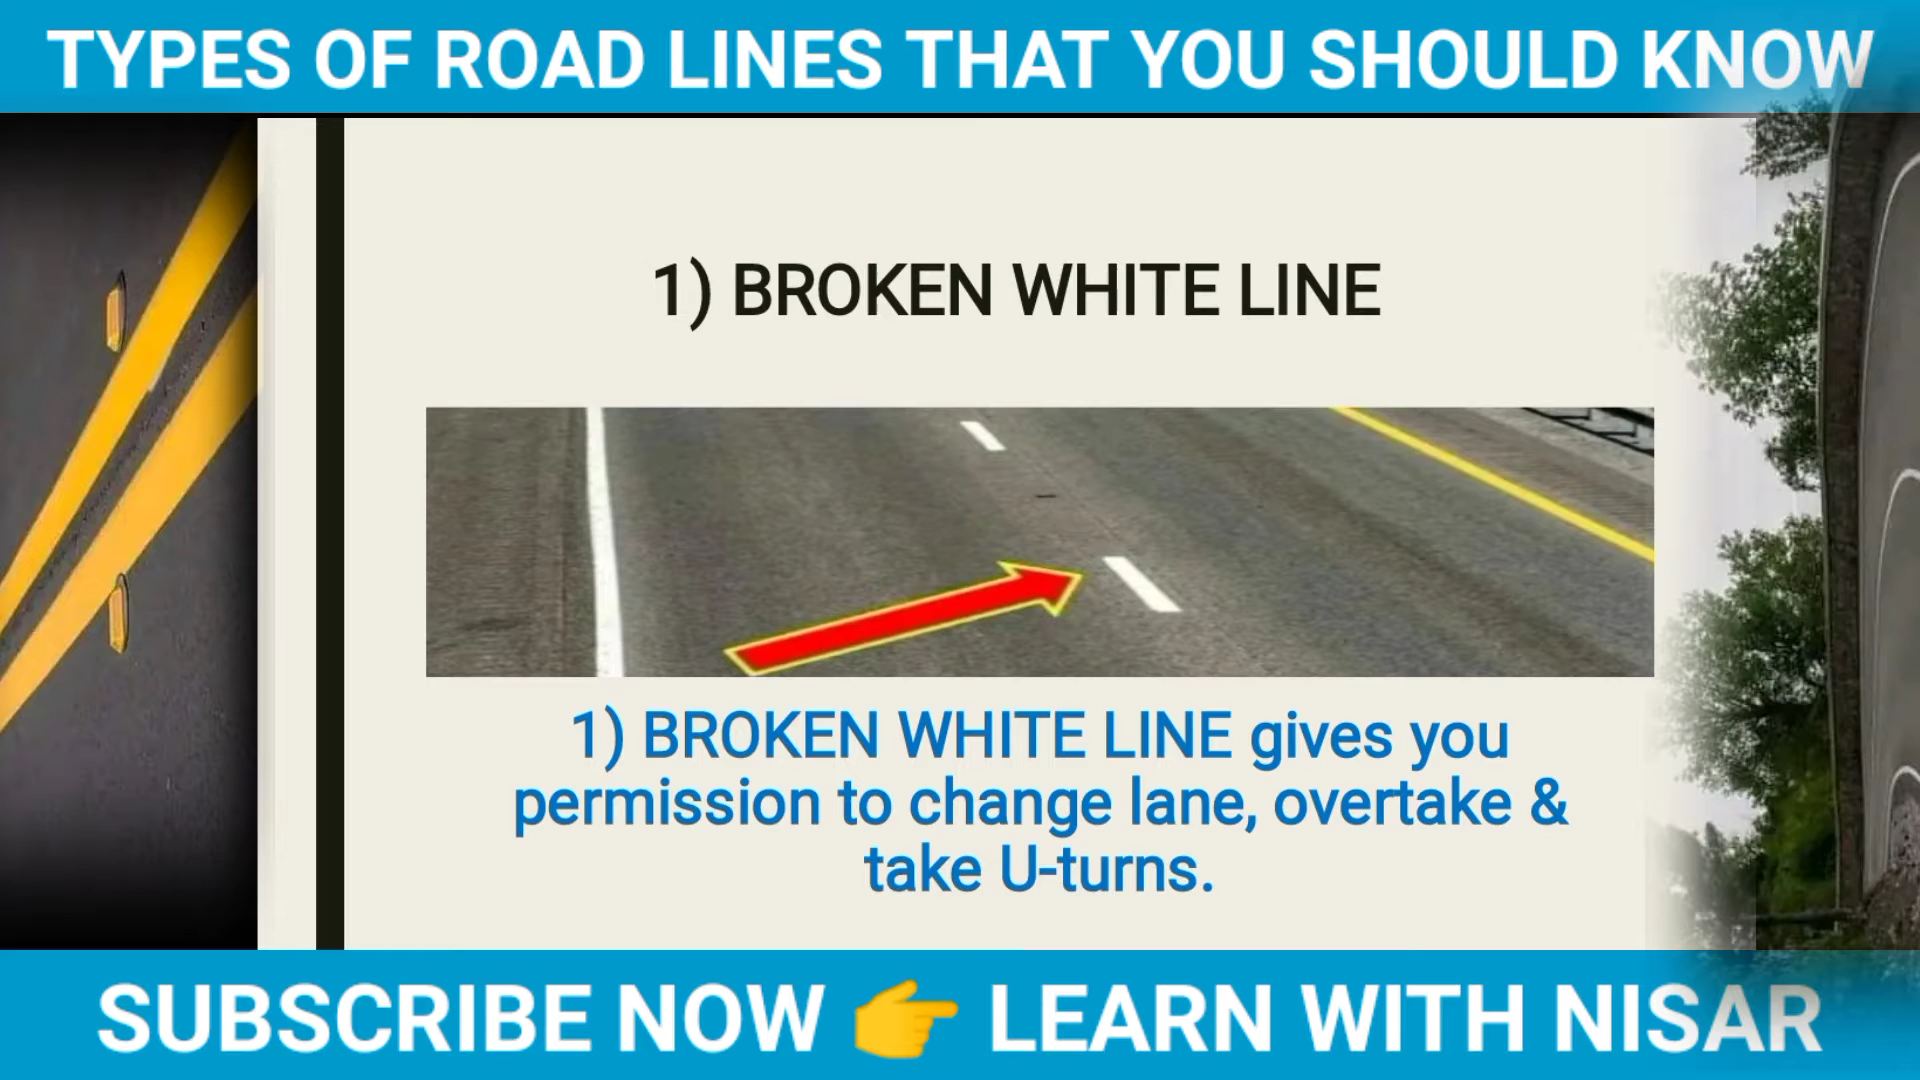 TYPES OF ROAD LINES THAT YOU SHOULD KNOW
1) BROKEN WHITE LINE
1) BROKEN WHITE LINE gives you
permission to change lane, overtake &
take U-turns.
SUBSCRIBE NOW 👉 LEARN WITH NISAR